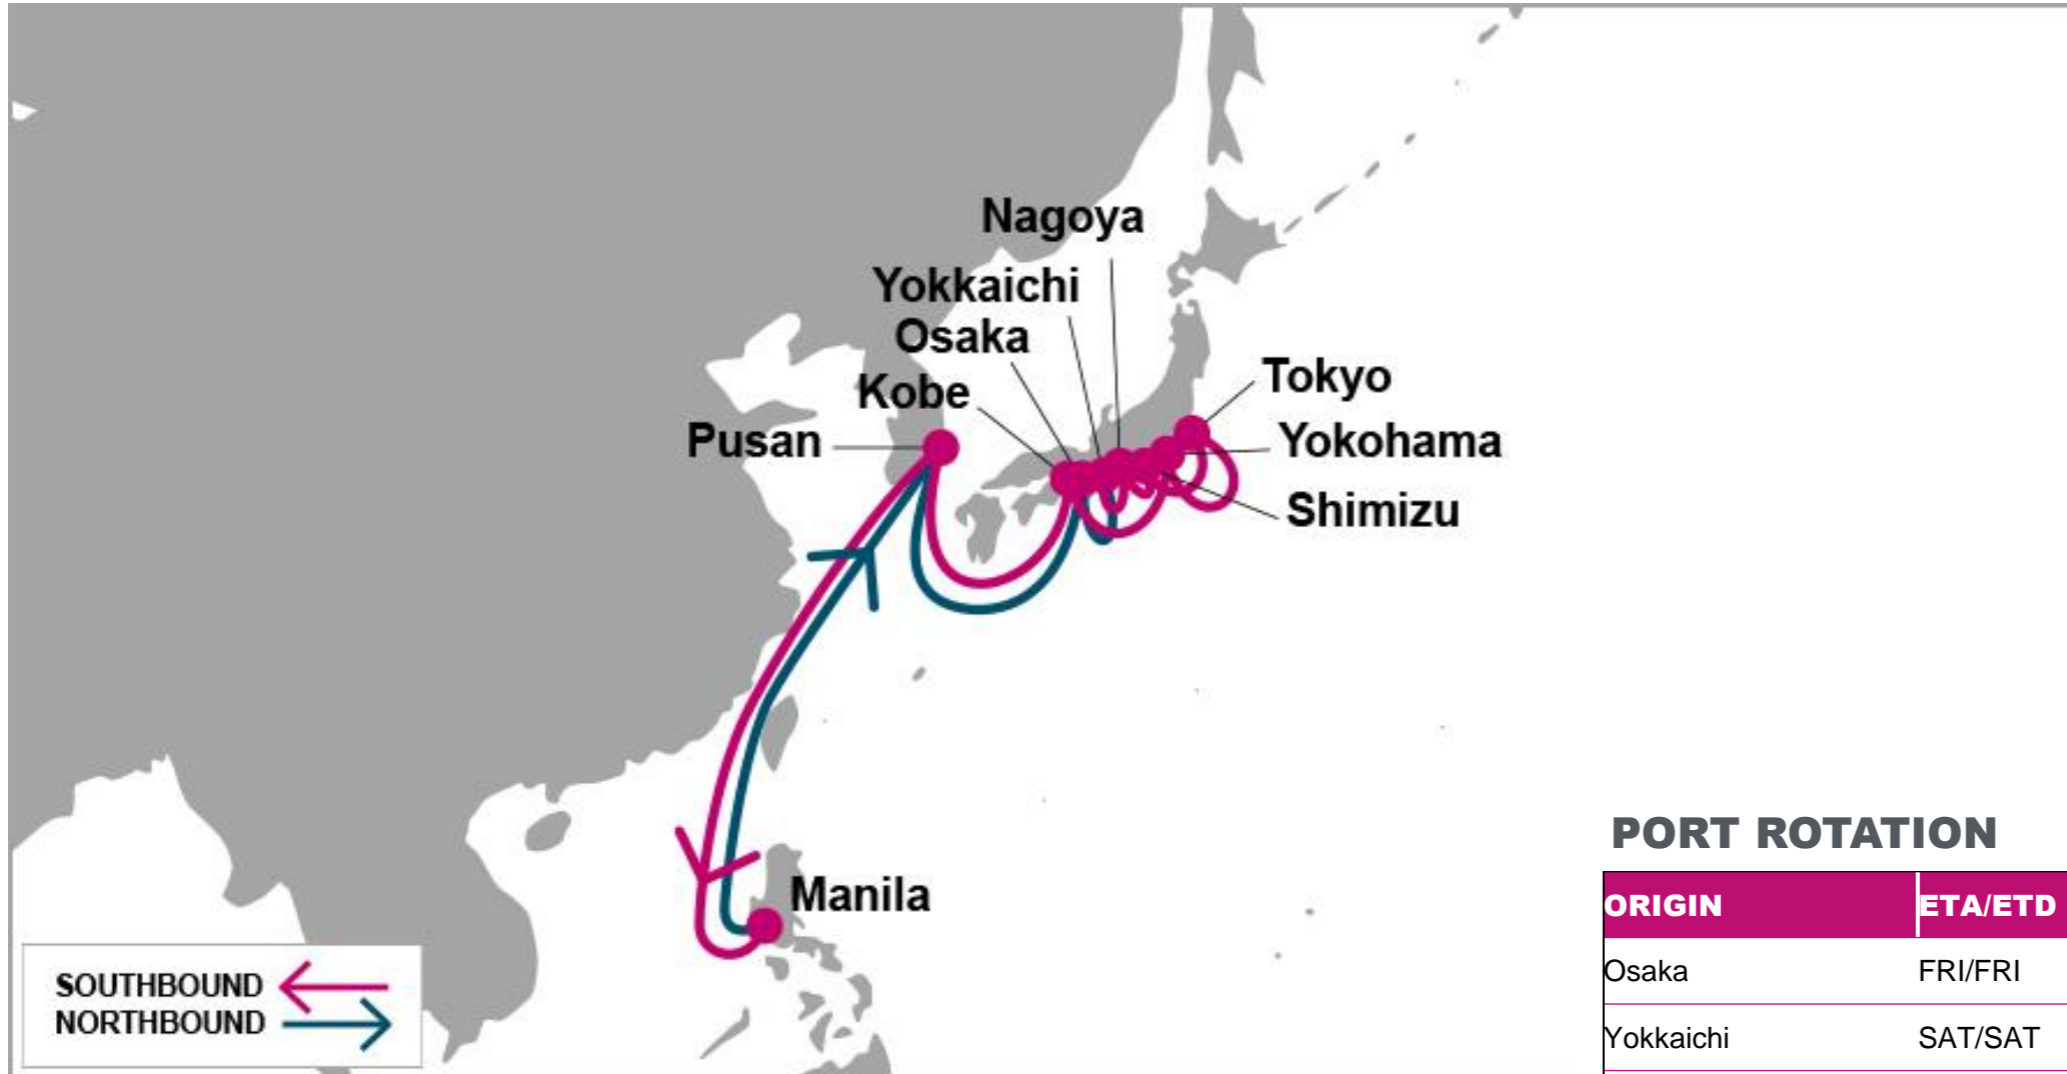 Nagoya
Yokkaichi
Osaka
Kobe
Pusan
Tokyo
Yokohama
Shimizu
Manila
SOUTHBOUND
NORTHBOUND
PORT ROTATION
ORIGIN ETA/ETD
Osaka FRI/FRI
Yokkaichi SAT/SAT